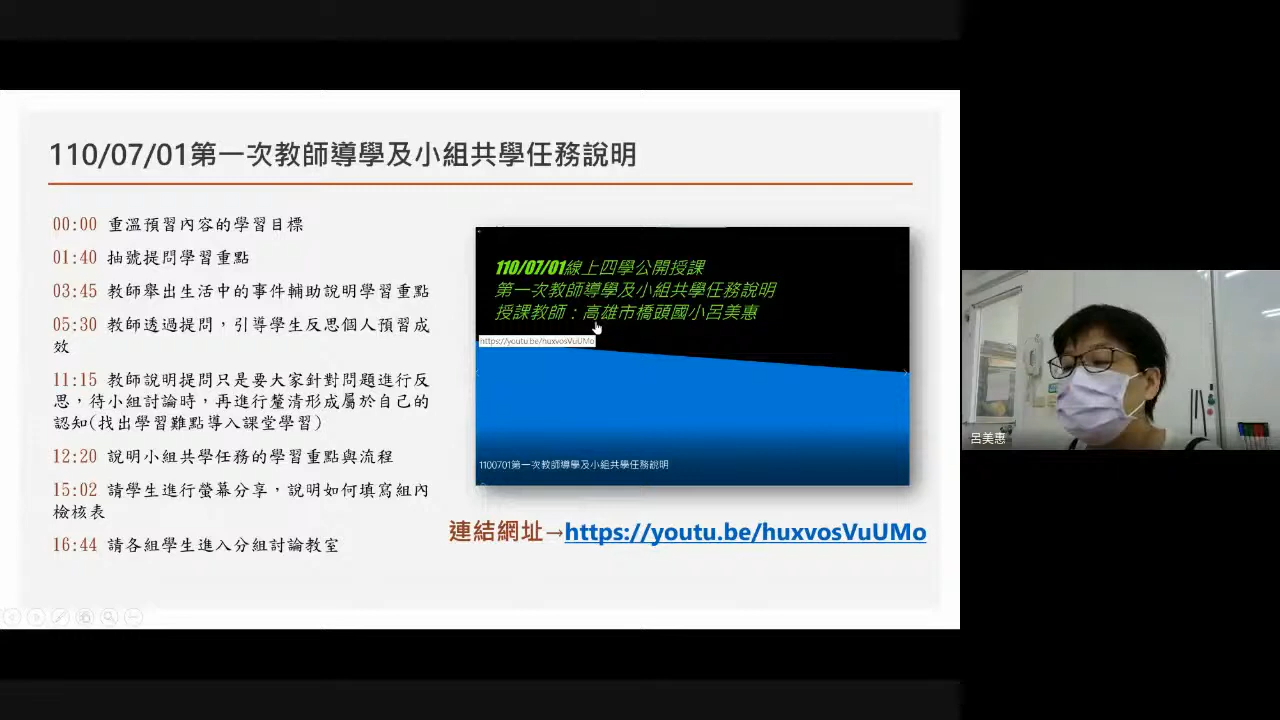 110/07/01第一次教師導學及小組共學任務說明
00:00 重溫預習內容的學習目標
01:40 抽號提問學習重點
03:45 教師舉出生活中的事件輔助說明學習重點
05:30 教師透過提問，引導學生反思個人預習成
效
11:15 教師說明提問只是要大家針對問題進行反
思，待小組討論時，再進行釐清形成屬於自己的
認知(找出學習難點導入課堂學習)
12:20 說明小組共學任務的學習重點與流程
15:02 請學生進行螢幕分享，說明如何填寫組內
檢核表
16:44 請各組學生進入分組討論教室
110/07/01線上四學公開授課
第一次教師導學及小組共學任務說明
授課教師：高雄市橋頭國小呂美惠
https://youtu.be/huxvosVuUMo
1100701第一次教師導學及小組共學任務說明
連結網址→https://youtu.be/huxvosVuUMo
呂美惠